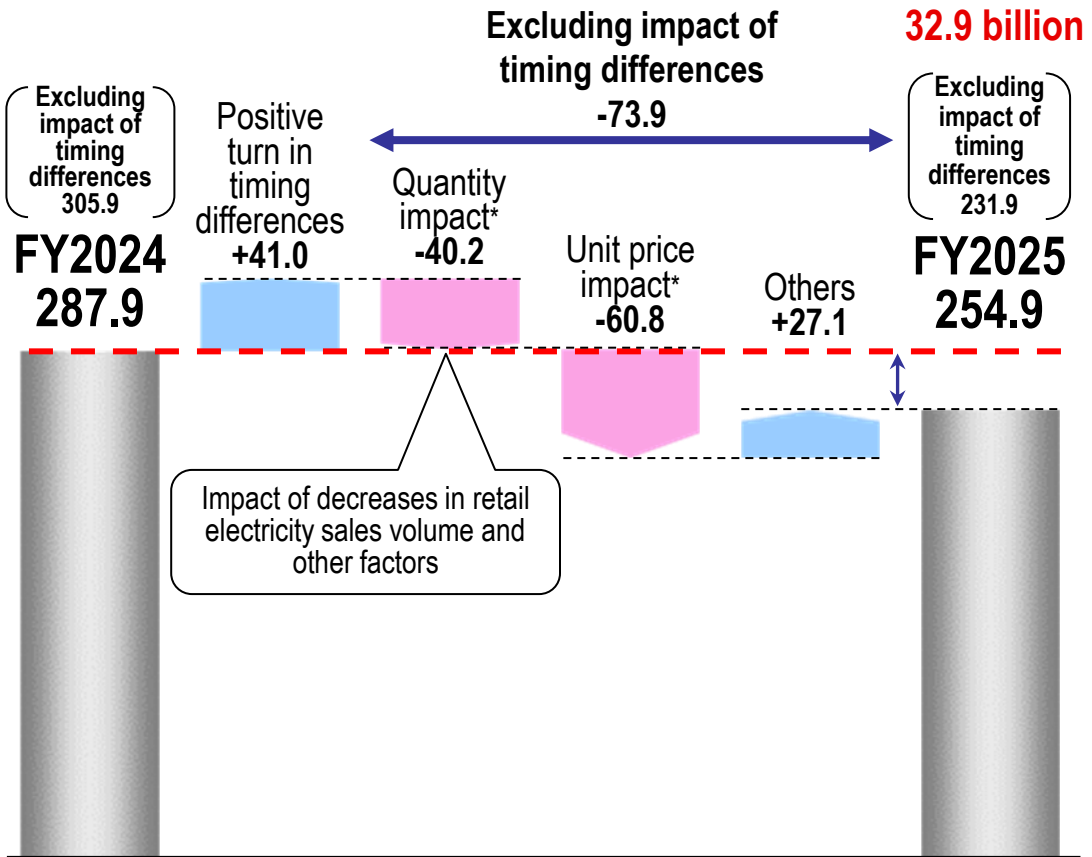 Excluding impact of
timing differences
-73.9
32.9 billion
Excluding
impact of
timing
differences
305.9
FY2024
287.9
Positive
turn in
timing
differences
+41.0
Quantity
impact*
-40.2
Unit price
impact*
-60.8
Others
+27.1
Excluding
impact of
timing
differences
231.9
FY2025
254.9
Impact of decreases in retail
electricity sales volume and
other factors